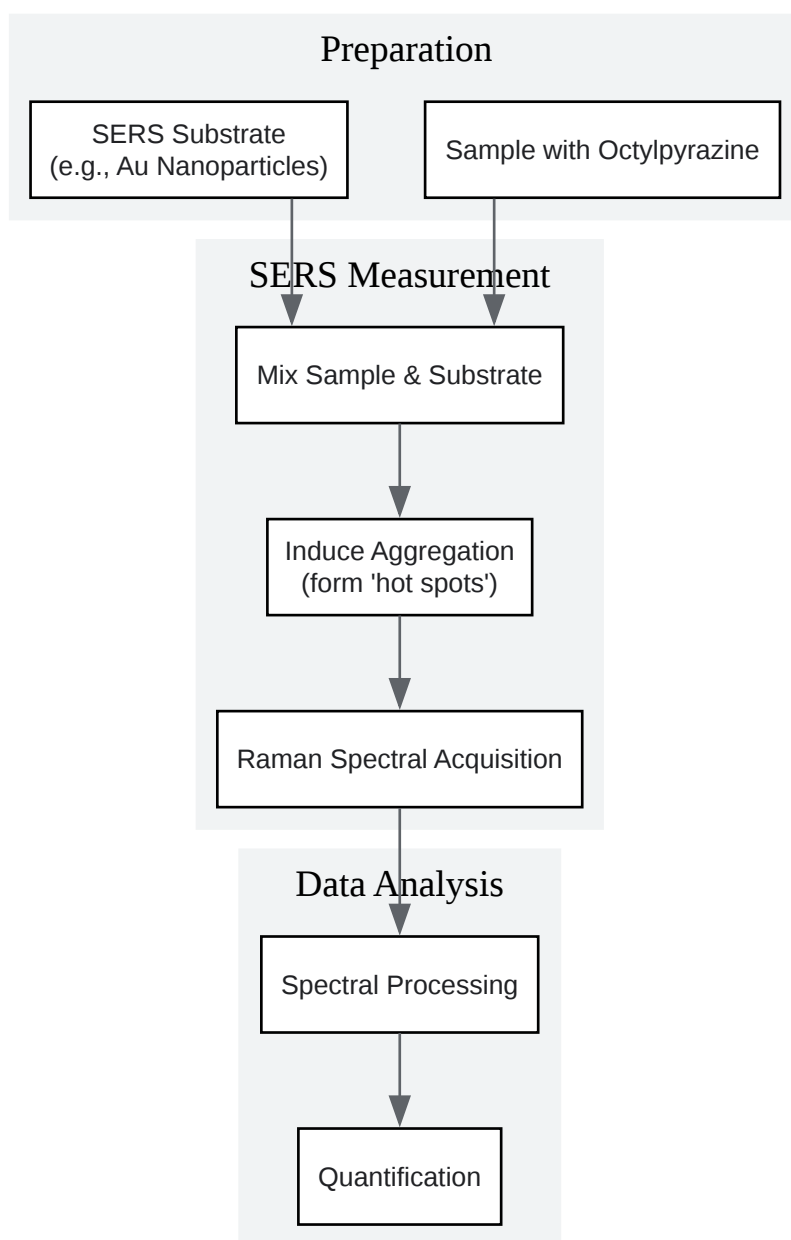 Preparation
SERS Substrate
(e.g., Au Nanoparticles)
Sample with Octylpyrazine
SERS Measurement
Mix Sample & Substrate
Induce Aggregation
(form 'hot spots')
Raman Spectral Acquisition
Data Analysis
Spectral Processing
Quantification